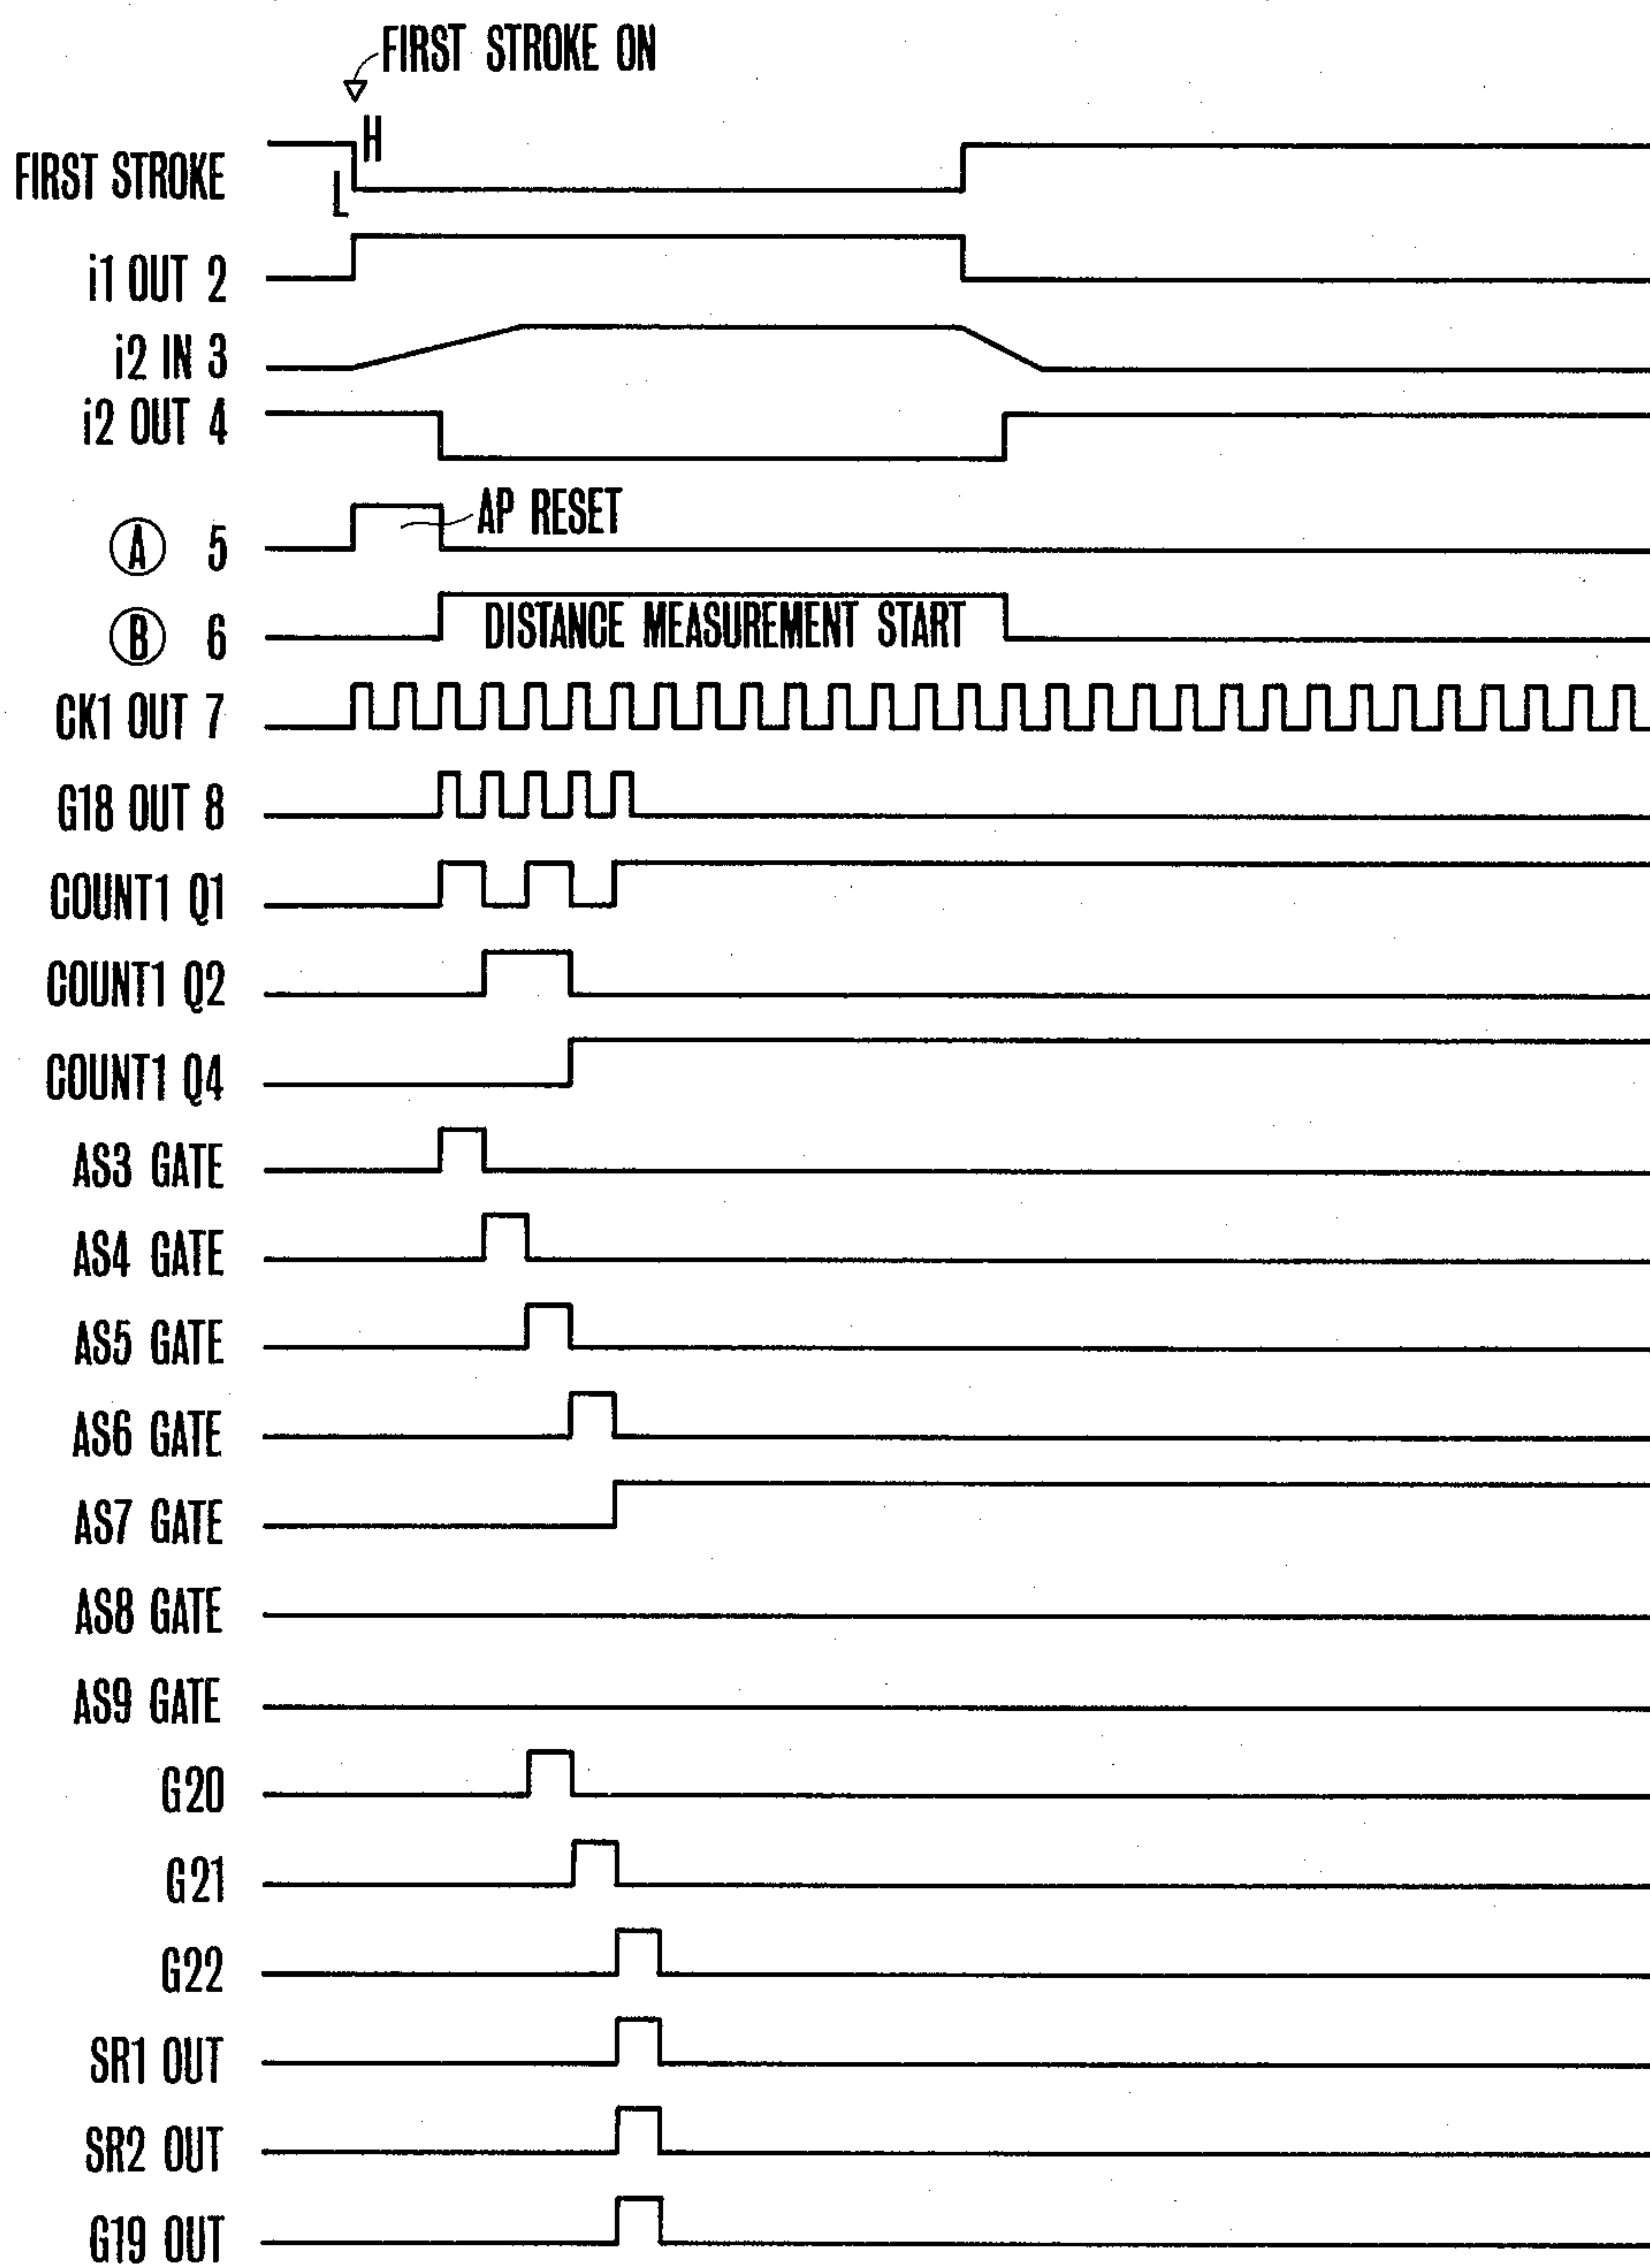 FIRST STROKE ON
H
FIRST STROKE
L
i1 OUT 2
i2 IN 3
i2 OUT 4
AP RESET
A 5
B 6
DISTANCE MEASUREMENT START
CK1 OUT 7
G18 OUT 8
COUNT1 Q1
COUNT1 Q2
COUNT1 Q4
AS3 GATE
AS4 GATE
AS5 GATE
AS6 GATE
AS7 GATE
AS8 GATE
AS9 GATE
G20
G21
G22
SR1 OUT
SR2 OUT
G19 OUT